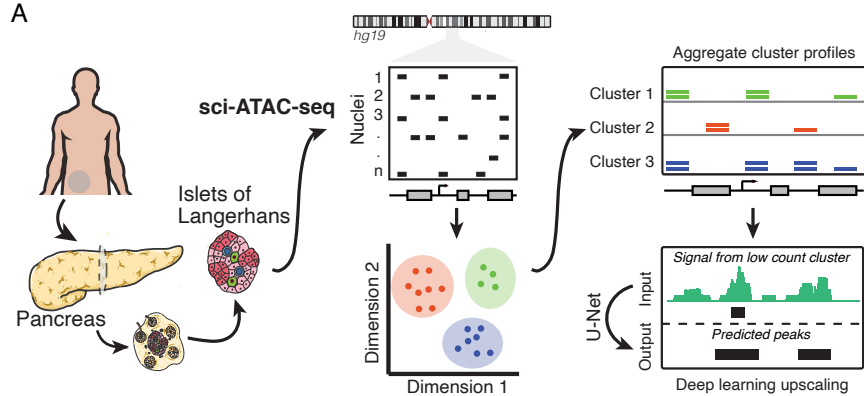 A
hg19
sci-ATAC-seq
Nuclei
1
2
3
.
.
n
Islets of
Langerhans
Pancreas
Dimension 2
Dimension 1
Aggregate cluster profiles
Cluster 1
Cluster 2
Cluster 3
Signal from low count cluster
Input
U-Net
Output
Predicted peaks
Deep learning upscaling